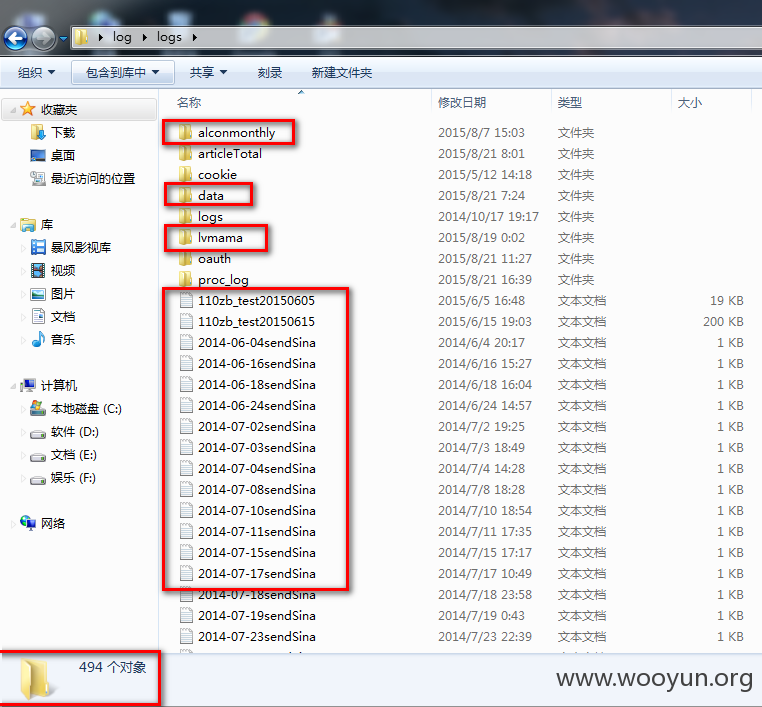 log logs
组织 包含到库中 共享 刻录 新建文件夹
名称 修改日期 类型 大小
收藏夹
下载
桌面
最近访问的位置
库
暴风影视库
视频
图片
文档
音乐
计算机
本地磁盘 (C:)
软件 (D:)
文档 (E:)
娱乐 (F:)
网络
alconmonthly 2015/8/7 15:03 文件夹
articleTotal 2015/8/21 8:01 文件夹
cookie 2015/5/12 14:18 文件夹
data 2015/8/21 7:24 文件夹
logs 2014/10/17 19:17 文件夹
lvmama 2015/8/19 0:02 文件夹
oauth 2015/8/21 11:27 文件夹
proc_log 2015/8/21 16:39 文件夹
110zb_test20150605 2015/6/5 16:48 文本文档 19 KB
110zb_test20150615 2015/6/15 19:03 文本文档 200 KB
2014-06-04sendSina 2014/6/4 20:17 文本文档 1 KB
2014-06-16sendSina 2014/6/16 15:27 文本文档 1 KB
2014-06-18sendSina 2014/6/18 16:04 文本文档 1 KB
2014-06-24sendSina 2014/6/24 14:57 文本文档 1 KB
2014-07-02sendSina 2014/7/2 19:25 文本文档 1 KB
2014-07-03sendSina 2014/7/3 18:49 文本文档 1 KB
2014-07-04sendSina 2014/7/4 14:28 文本文档 1 KB
2014-07-08sendSina 2014/7/8 18:28 文本文档 1 KB
2014-07-10sendSina 2014/7/10 18:54 文本文档 1 KB
2014-07-11sendSina 2014/7/11 17:35 文本文档 1 KB
2014-07-15sendSina 2014/7/15 17:17 文本文档 1 KB
2014-07-17sendSina 2014/7/17 10:49 文本文档 1 KB
2014-07-18sendSina 2014/7/18 23:58 文本文档 1 KB
2014-07-19sendSina 2014/7/19 0:43 文本文档 1 KB
2014-07-23sendSina 2014/7/23 22:39 文本文档 1 KB
494 个对象
www.wooyun.org